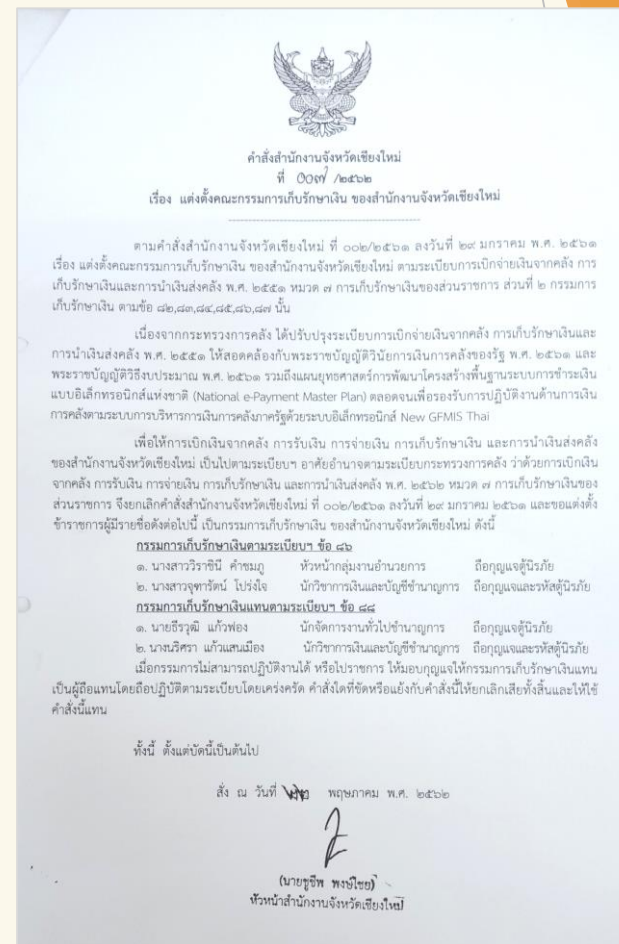 คำสั่งสำนักงานจังหวัดเชียงใหม่
ที่ ๐๐๗ /๒๕๖๒
เรื่อง แต่งตั้งคณะกรรมการเก็บรักษาเงิน ของสำนักงานจังหวัดเชียงใหม่
ตามคำสั่งสำนักงานจังหวัดเชียงใหม่ ที่ ๐๐๒/๒๕๖๑ ลงวันที่ ๒๙ มกราคม พ.ศ. ๒๕๖๑
เรื่อง แต่งตั้งคณะกรรมการเก็บรักษาเงิน ของสำนักงานจังหวัดเชียงใหม่ ตามระเบียบการเบิกจ่ายเงินจากคลัง การ
เก็บรักษาเงินและการนำเงินส่งคลัง พ.ศ. ๒๕๕๑ หมวด ๗ การเก็บรักษาเงินของส่วนราชการ ส่วนที่ ๒ กรรมการ
เก็บรักษาเงิน ตามข้อ ๘๒,๘๓,๘๔,๘๕,๘๖,๘๗ นั้น
เนื่องจากกระทรวงการคลัง ได้ปรับปรุงระเบียบการเบิกจ่ายเงินจากคลัง การเก็บรักษาเงินและ
การนำเงินส่งคลัง พ.ศ. ๒๕๕๑ ให้สอดคล้องกับพระราชบัญญัติวินัยการเงินการคลังของรัฐ พ.ศ. ๒๕๖๑ และ
พระราชบัญญัติวิธีงบประมาณ พ.ศ. ๒๕๖๑ รวมถึงแผนยุทธศาสตร์การพัฒนาโครงสร้างพื้นฐานระบบการชำระเงิน
แบบอิเล็กทรอนิกส์แห่งชาติ (National e-Payment Master Plan) ตลอดจนเพื่อรองรับการปฏิบัติงานด้านการเงิน
การคลังตามระบบการบริหารการเงินการคลังภาครัฐด้วยระบบอิเล็กทรอนิกส์ New GFMIS Thai
เพื่อให้การเบิกเงินจากคลัง การรับเงิน การจ่ายเงิน การเก็บรักษาเงิน และการนำเงินส่งคลัง
ของสำนักงานจังหวัดเชียงใหม่ เป็นไปตามระเบียบฯ อาศัยอำนาจตามระเบียบกระทรวงการคลัง ว่าด้วยการเบิกเงิน
จากคลัง การรับเงิน การจ่ายเงิน การเก็บรักษาเงิน และการนำเงินส่งคลัง พ.ศ. ๒๕๖๒ หมวด ๗ การเก็บรักษาเงินของ
ส่วนราชการ จึงยกเลิกคำสั่งสำนักงานจังหวัดเชียงใหม่ ที่ ๐๐๒/๒๕๖๑ ลงวันที่ ๒๙ มกราคม ๒๕๖๑ และขอแต่งตั้ง
ข้าราชการผู้มีรายชื่อดังต่อไปนี้ เป็นกรรมการเก็บรักษาเงิน ของสำนักงานจังหวัดเชียงใหม่ ดังนี้
กรรมการเก็บรักษาเงินตามระเบียบฯ ข้อ ๘๖
๑. นางสาววิราชินี คำชมภู หัวหน้ากลุ่มงานอำนวยการ ถือกุญแจตู้นิรภัย
๒. นางสาวจุฑารัตน์ โปร่งใจ นักวิชาการเงินและบัญชีชำนาญการ ถือกุญแจและรหัสตู้นิรภัย
กรรมการเก็บรักษาเงินแทนตามระเบียบฯ ข้อ ๘๘
๑. นายธีรวุฒิ แก้วฟอง นักจัดการงานทั่วไปชำนาญการ ถือกุญแจตู้นิรภัย
๒. นางนริศรา แก้วแสนเมือง นักวิชาการเงินและบัญชีชำนาญการ ถือกุญแจและรหัสตู้นิรภัย
เมื่อกรรมการไม่สามารถปฏิบัติงานได้ หรือไปราชการ ให้มอบกุญแจให้กรรมการเก็บรักษาเงินแทน
เป็นผู้ถือแทนโดยถือปฏิบัติตามระเบียบโดยเคร่งครัด คำสั่งใดที่ขัดหรือแย้งกับคำสั่งนี้ให้ยกเลิกเสียทั้งสิ้นและให้ใช้
คำสั่งนี้แทน
ทั้งนี้ ตั้งแต่บัดนี้เป็นต้นไป
สั่ง ณ วันที่ พฤษภาคม พ.ศ. ๒๕๖๒
(นายชูชีพ พงษ์ไชย)
หัวหน้าสำนักงานจังหวัดเชียงใหม่